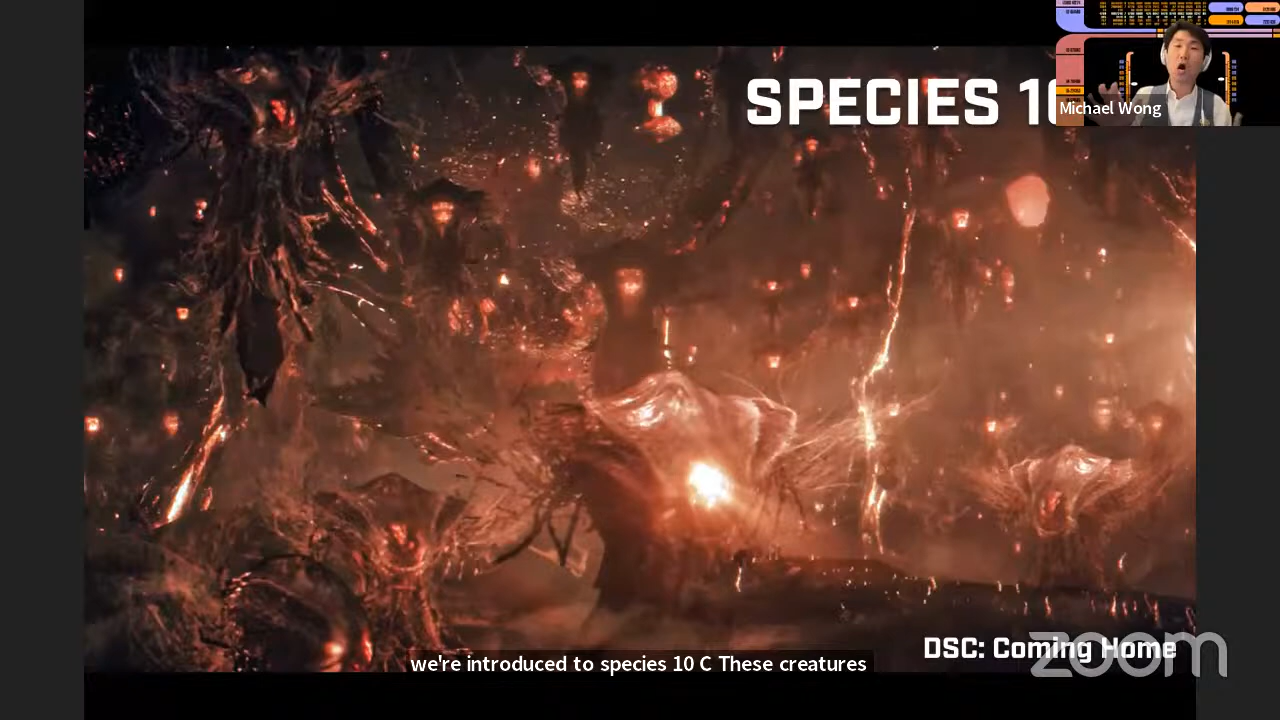 SPECIES 10
Michael Wong
DSC: Coming Home
zoom
we're introduced to species 10 C These creatures